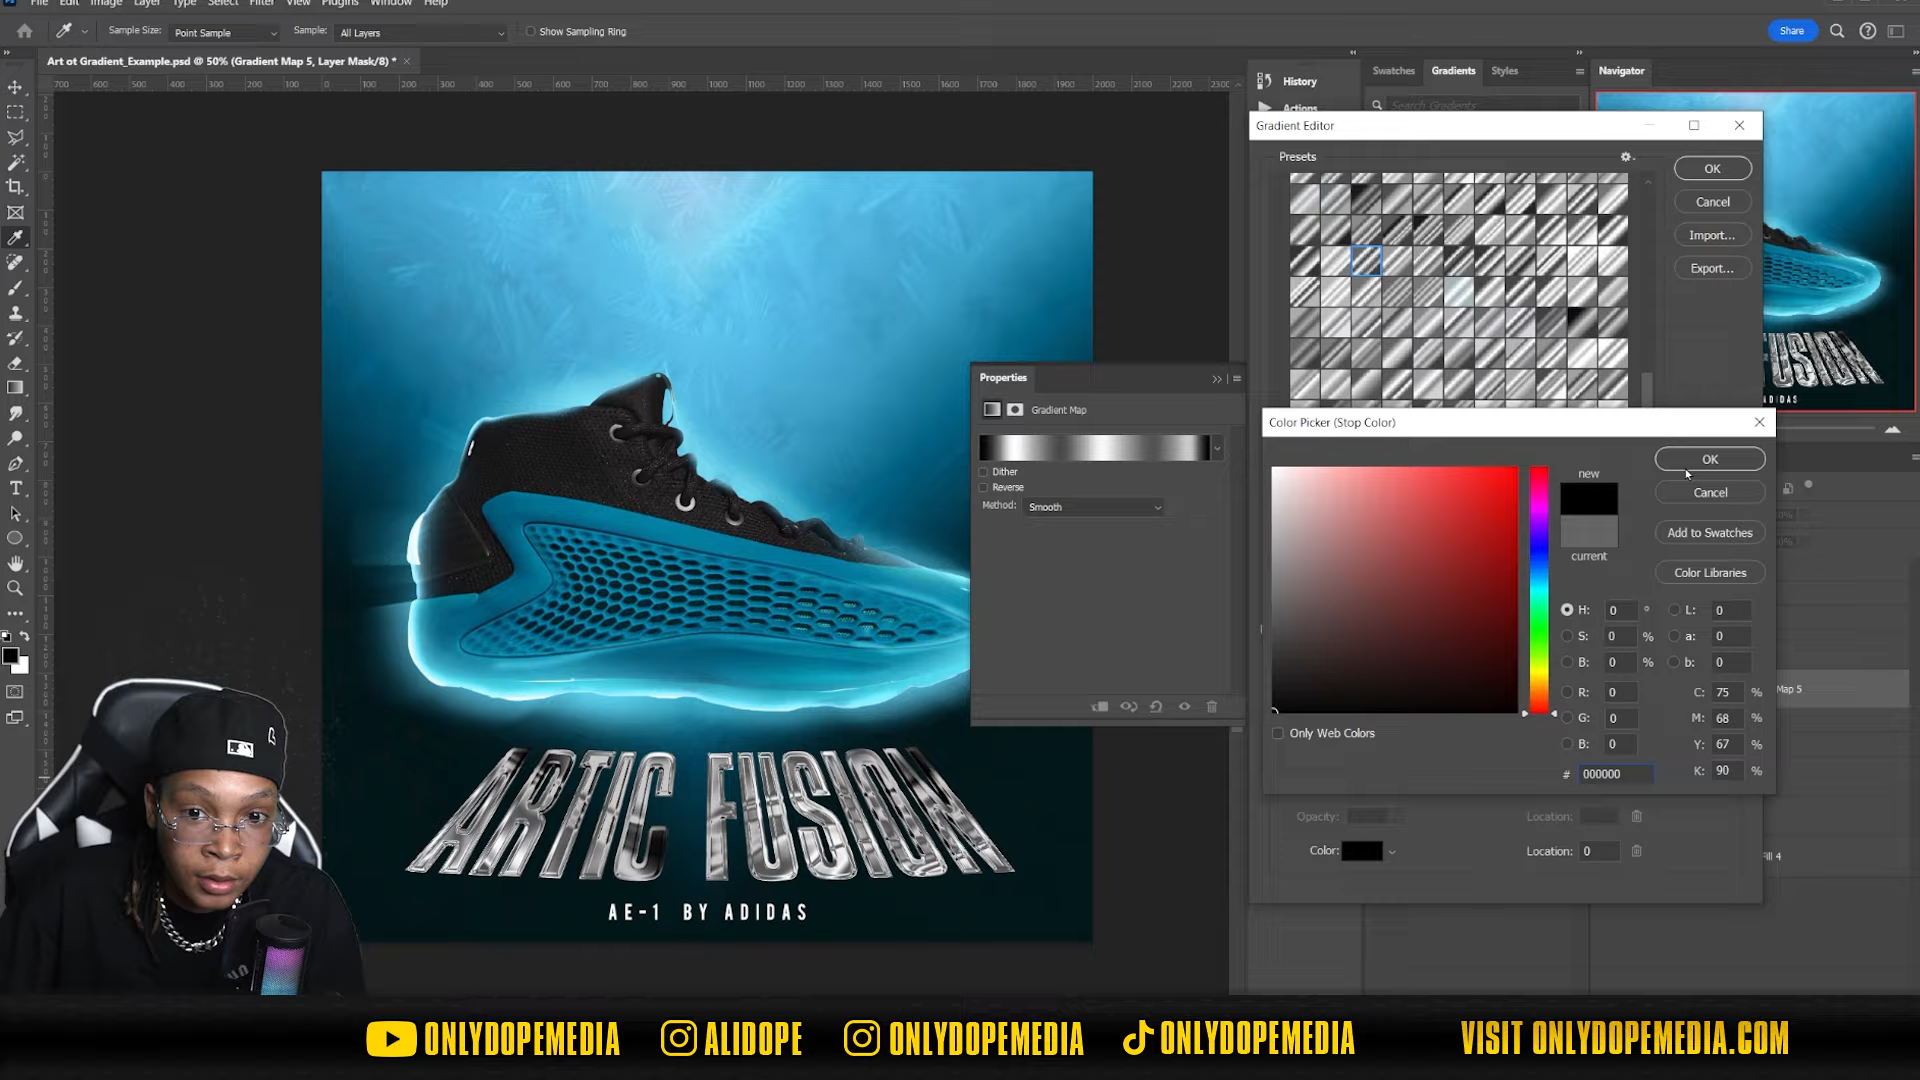 File Edit Image Layer Type Select Filter View Plugins Window Help
Sample Size: Point Sample Sample: All Layers Show Sampling Ring
Share
Art ot Gradient_Example.psd @ 50% (Gradient Map 5, Layer Mask/8) * ×
700 600 500 400 300 200 100 0 100 200 300 400 500 600 700 800 900 1000 1100 1200 1300 1400 1500 1600 1700 1800 1900 2000 2100 2200 2300
History
Actions
Swatches Gradients Styles
Search Gradients
Navigator
Gradient Editor
Presets
OK
Cancel
Import...
Export...
Properties
Gradient Map
Dither
Reverse
Method: Smooth
Color Picker (Stop Color)
new
current
OK
Cancel
Add to Swatches
Color Libraries
H: 0 °
S: 0 %
B: 0 %
R: 0
G: 0
B: 0
# 000000
L: 0
a: 0
b: 0
C: 75 %
M: 68 %
Y: 67 %
K: 90 %
Only Web Colors
Opacity: Location:
Color: Location: 0
Map 5
Fill 4
ARTIC FUSION
AE-1 BY ADIDAS
FUSION
ADIDAS
ONLYDOPEMEDIA ALIDOPE ONLYDOPEMEDIA ONLYDOPEMEDIA VISIT ONLYDOPEMEDIA.COM